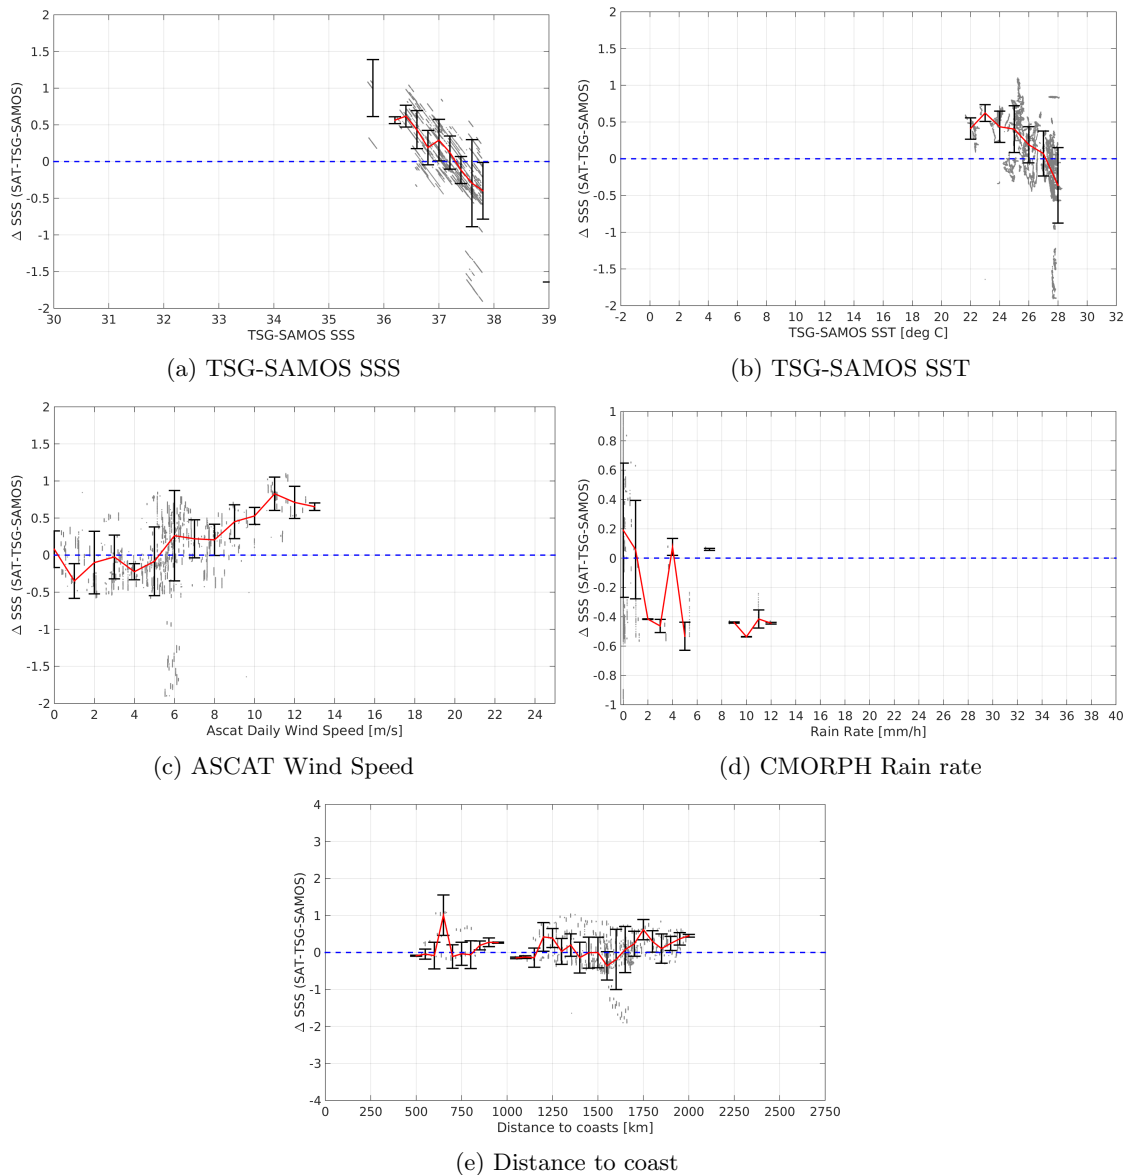 2
1.5
1
0.5
0
-0.5
-1
-1.5
-2
Δ SSS (SAT-TSG-SAMOS)
30 31 32 33 34 35 36 37 38 39
TSG-SAMOS SSS
(a) TSG-SAMOS SSS
2
1.5
1
0.5
0
-0.5
-1
-1.5
-2
Δ SSS (SAT-TSG-SAMOS)
-2 0 2 4 6 8 10 12 14 16 18 20 22 24 26 28 30 32
TSG-SAMOS SST [deg C]
(b) TSG-SAMOS SST
2
1.5
1
0.5
0
-0.5
-1
-1.5
-2
Δ SSS (SAT-TSG-SAMOS)
0 2 4 6 8 10 12 14 16 18 20 22 24
Ascat Daily Wind Speed [m/s]
(c) ASCAT Wind Speed
1
0.8
0.6
0.4
0.2
0
-0.2
-0.4
-0.6
-0.8
-1
Δ SSS (SAT-TSG-SAMOS)
0 2 4 6 8 10 12 14 16 18 20 22 24 26 28 30 32 34 36 38 40
Rain Rate [mm/h]
(d) CMORPH Rain rate
4
3
2
1
0
-1
-2
-3
-4
Δ SSS (SAT-TSG-SAMOS)
0 250 500 750 1000 1250 1500 1750 2000 2250 2500 2750
Distance to coasts [km]
(e) Distance to coast